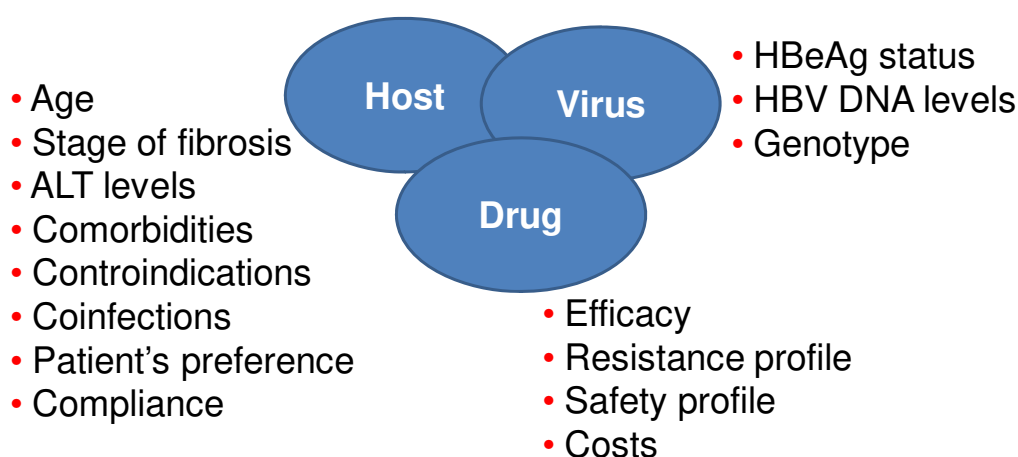 Host
Virus
Drug
• Age
• Stage of fibrosis
• ALT levels
• Comorbidities
• Controindications
• Coinfections
• Patient's preference
• Compliance
• HBeAg status
• HBV DNA levels
• Genotype
• Efficacy
• Resistance profile
• Safety profile
• Costs